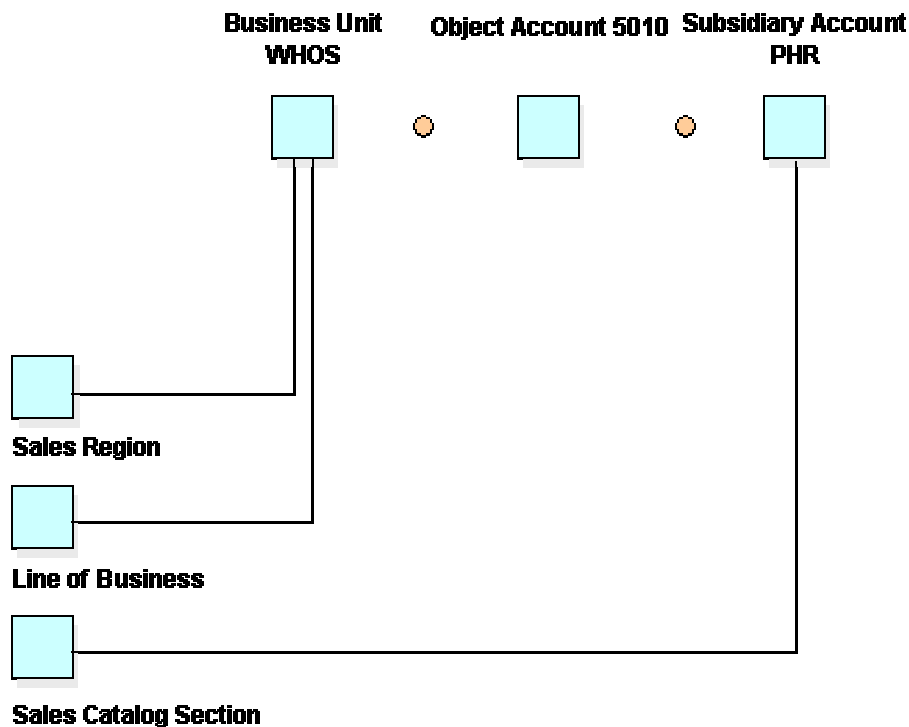 Business Unit
WHOS
Object Account 5010
Subsidiary Account
PHR
Sales Region
Line of Business
Sales Catalog Section